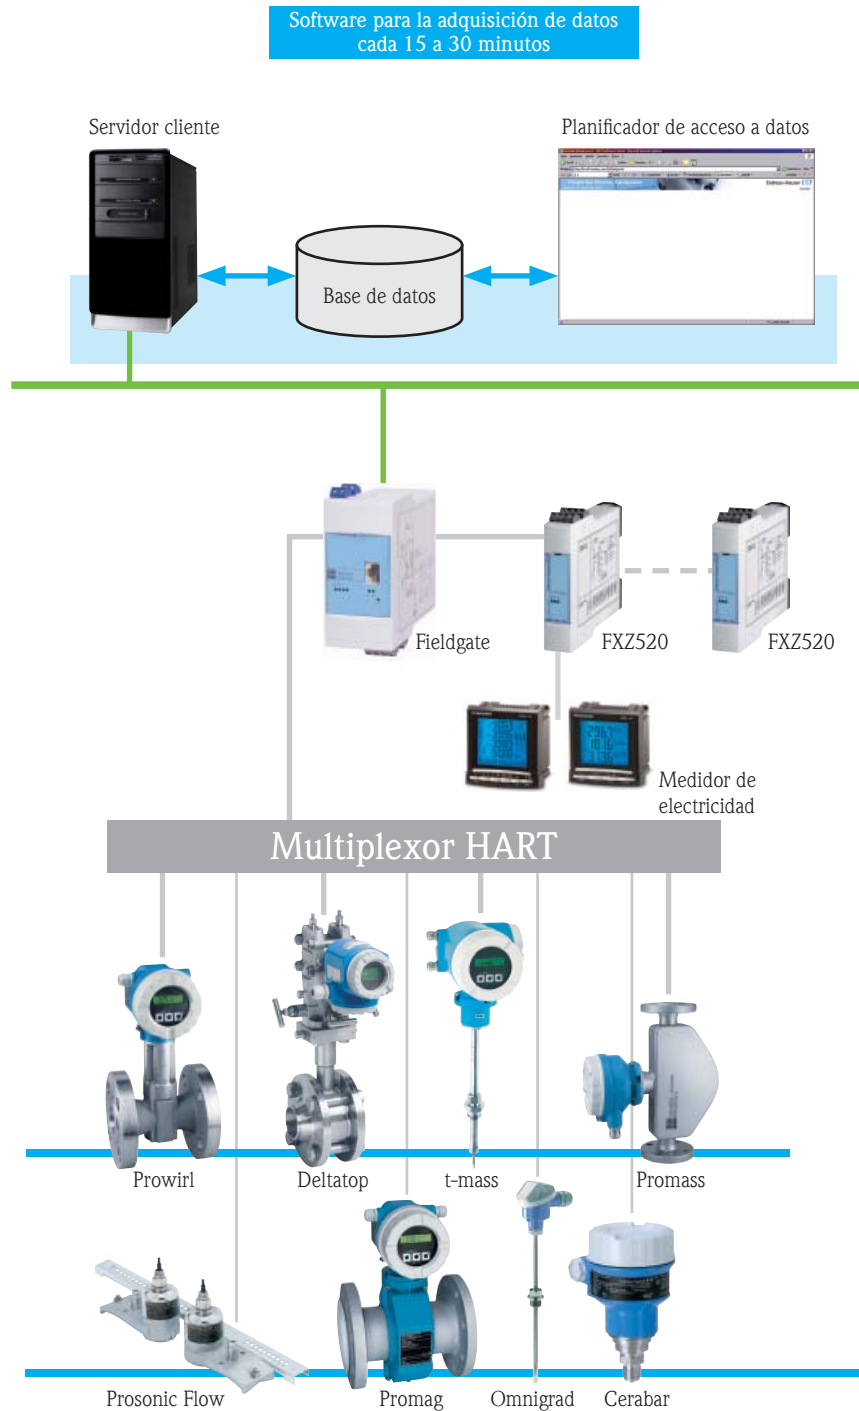 Software para la adquisición de datos
cada 15 a 30 minutos
Servidor cliente
Planificador de acceso a datos
Base de datos
Fieldgate
FXZ520
FXZ520
Medidor de
electricidad
Multiplexor HART
Prowirl
Deltatop
t-mass
Promass
Prosonic Flow
Promag
Omnigrad
Cerabar